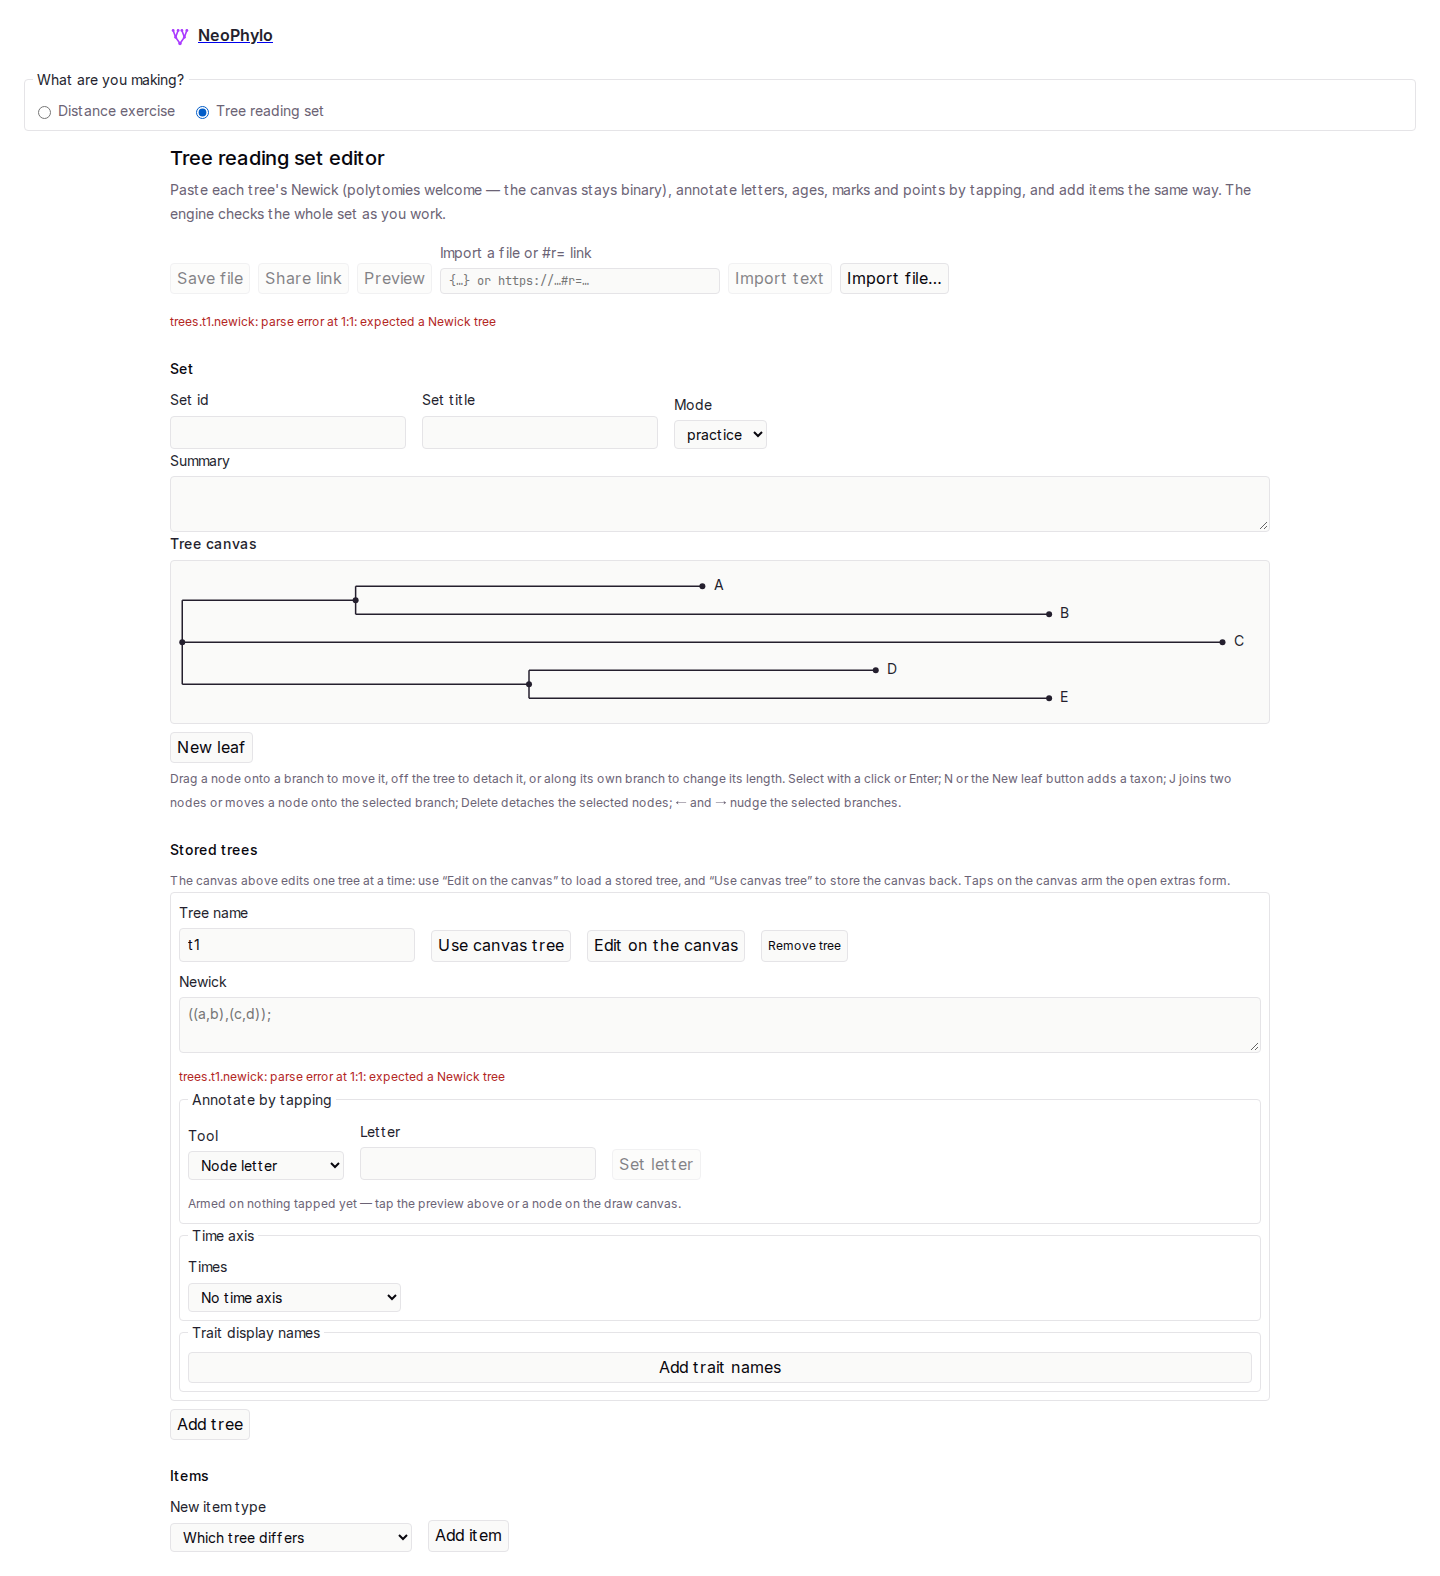 NeoPhylo
What are you making?
Distance exercise
Tree reading set
Tree reading set editor
Paste each tree's Newick (polytomies welcome — the canvas stays binary), annotate letters, ages, marks and points by tapping, and add items the same way. The
engine checks the whole set as you work.
Import a file or #r= link
Save file
Share link
Preview
{…} or https://…#r=…
Import text
Import file…
trees.t1.newick: parse error at 1:1: expected a Newick tree
Set
Set id
Set title
Mode
practice
Summary
Tree canvas
A
B
C
D
E
New leaf
Drag a node onto a branch to move it, off the tree to detach it, or along its own branch to change its length. Select with a click or Enter; N or the New leaf button adds a taxon; J joins two
nodes or moves a node onto the selected branch; Delete detaches the selected nodes; ← and → nudge the selected branches.
Stored trees
The canvas above edits one tree at a time: use “Edit on the canvas” to load a stored tree, and “Use canvas tree” to store the canvas back. Taps on the canvas arm the open extras form.
Tree name
t1
Use canvas tree
Edit on the canvas
Remove tree
Newick
((a,b),(c,d));
trees.t1.newick: parse error at 1:1: expected a Newick tree
Annotate by tapping
Tool
Letter
Node letter
Set letter
Armed on nothing tapped yet — tap the preview above or a node on the draw canvas.
Time axis
Times
No time axis
Trait display names
Add trait names
Add tree
Items
New item type
Which tree differs
Add item